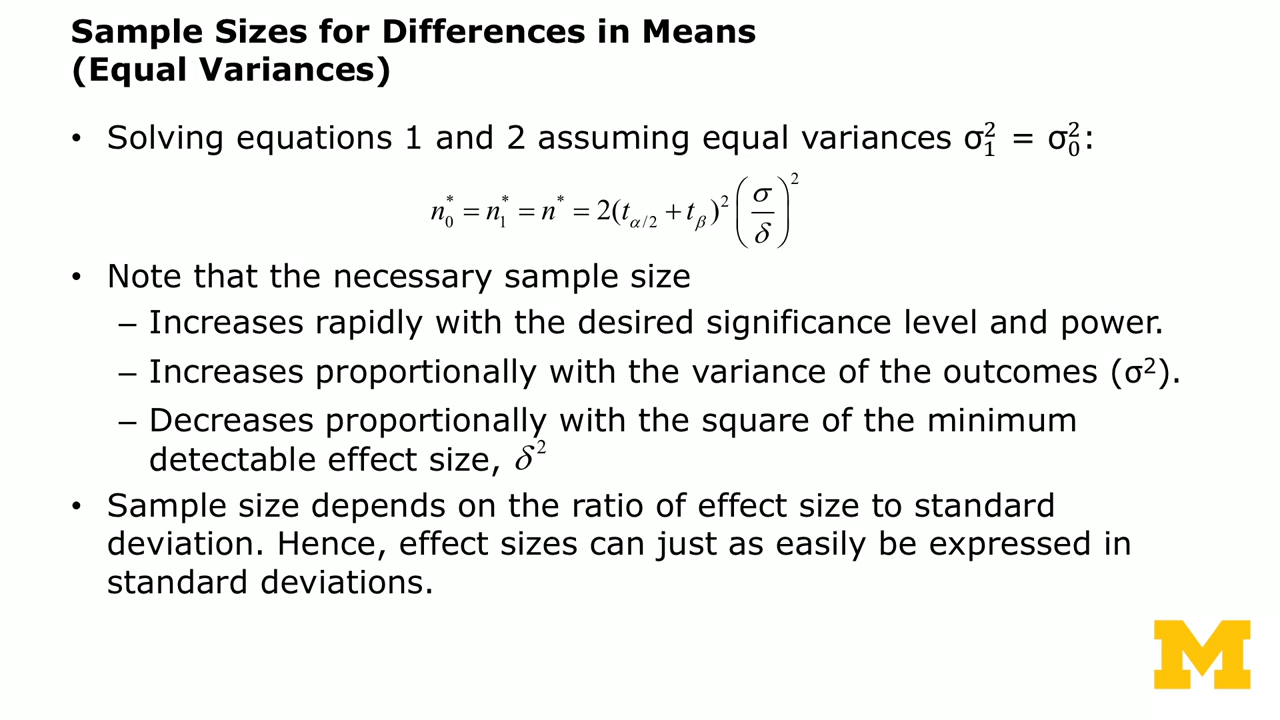 Sample Sizes for Differences in Means
(Equal Variances)
• Solving equations 1 and 2 assuming equal variances σ₁² = σ₀²:
n₀* = n₁* = n* = 2(t_α/2 + t_β)² (σ/δ)²
• Note that the necessary sample size
– Increases rapidly with the desired significance level and power.
– Increases proportionally with the variance of the outcomes (σ²).
– Decreases proportionally with the square of the minimum
detectable effect size, δ²
• Sample size depends on the ratio of effect size to standard
deviation. Hence, effect sizes can just as easily be expressed in
standard deviations.
M